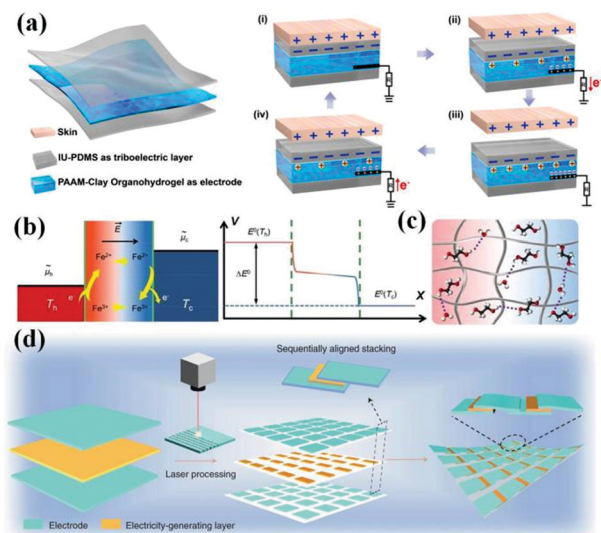 (a)
(i)
(ii)
e-
Skin
IU-PDMS as triboelectric layer
PAAM-Clay Organohydrogel as electrode
(iv)
(iii)
e-
(b)
E
μ̃h
μ̃c
Fe2+ Fe2+
e- e-
Fe3+ Fe3+
Th
Tc
V
E0(Th)
ΔE0
E0(Tc)
X
(c)
(d)
Sequentially aligned stacking
Laser processing
Electrode
Electricity-generating layer